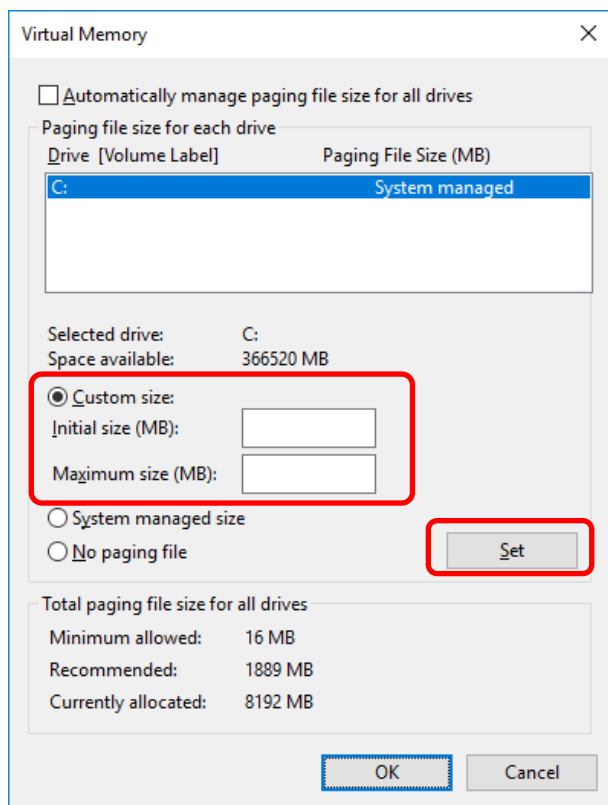 Virtual Memory
Automatically manage paging file size for all drives
Paging file size for each drive
Drive [Volume Label] Paging File Size (MB)
C: System managed
Selected drive: C:
Space available: 366520 MB
Custom size:
Initial size (MB):
Maximum size (MB):
System managed size
No paging file
Set
Total paging file size for all drives
Minimum allowed: 16 MB
Recommended: 1889 MB
Currently allocated: 8192 MB
OK Cancel